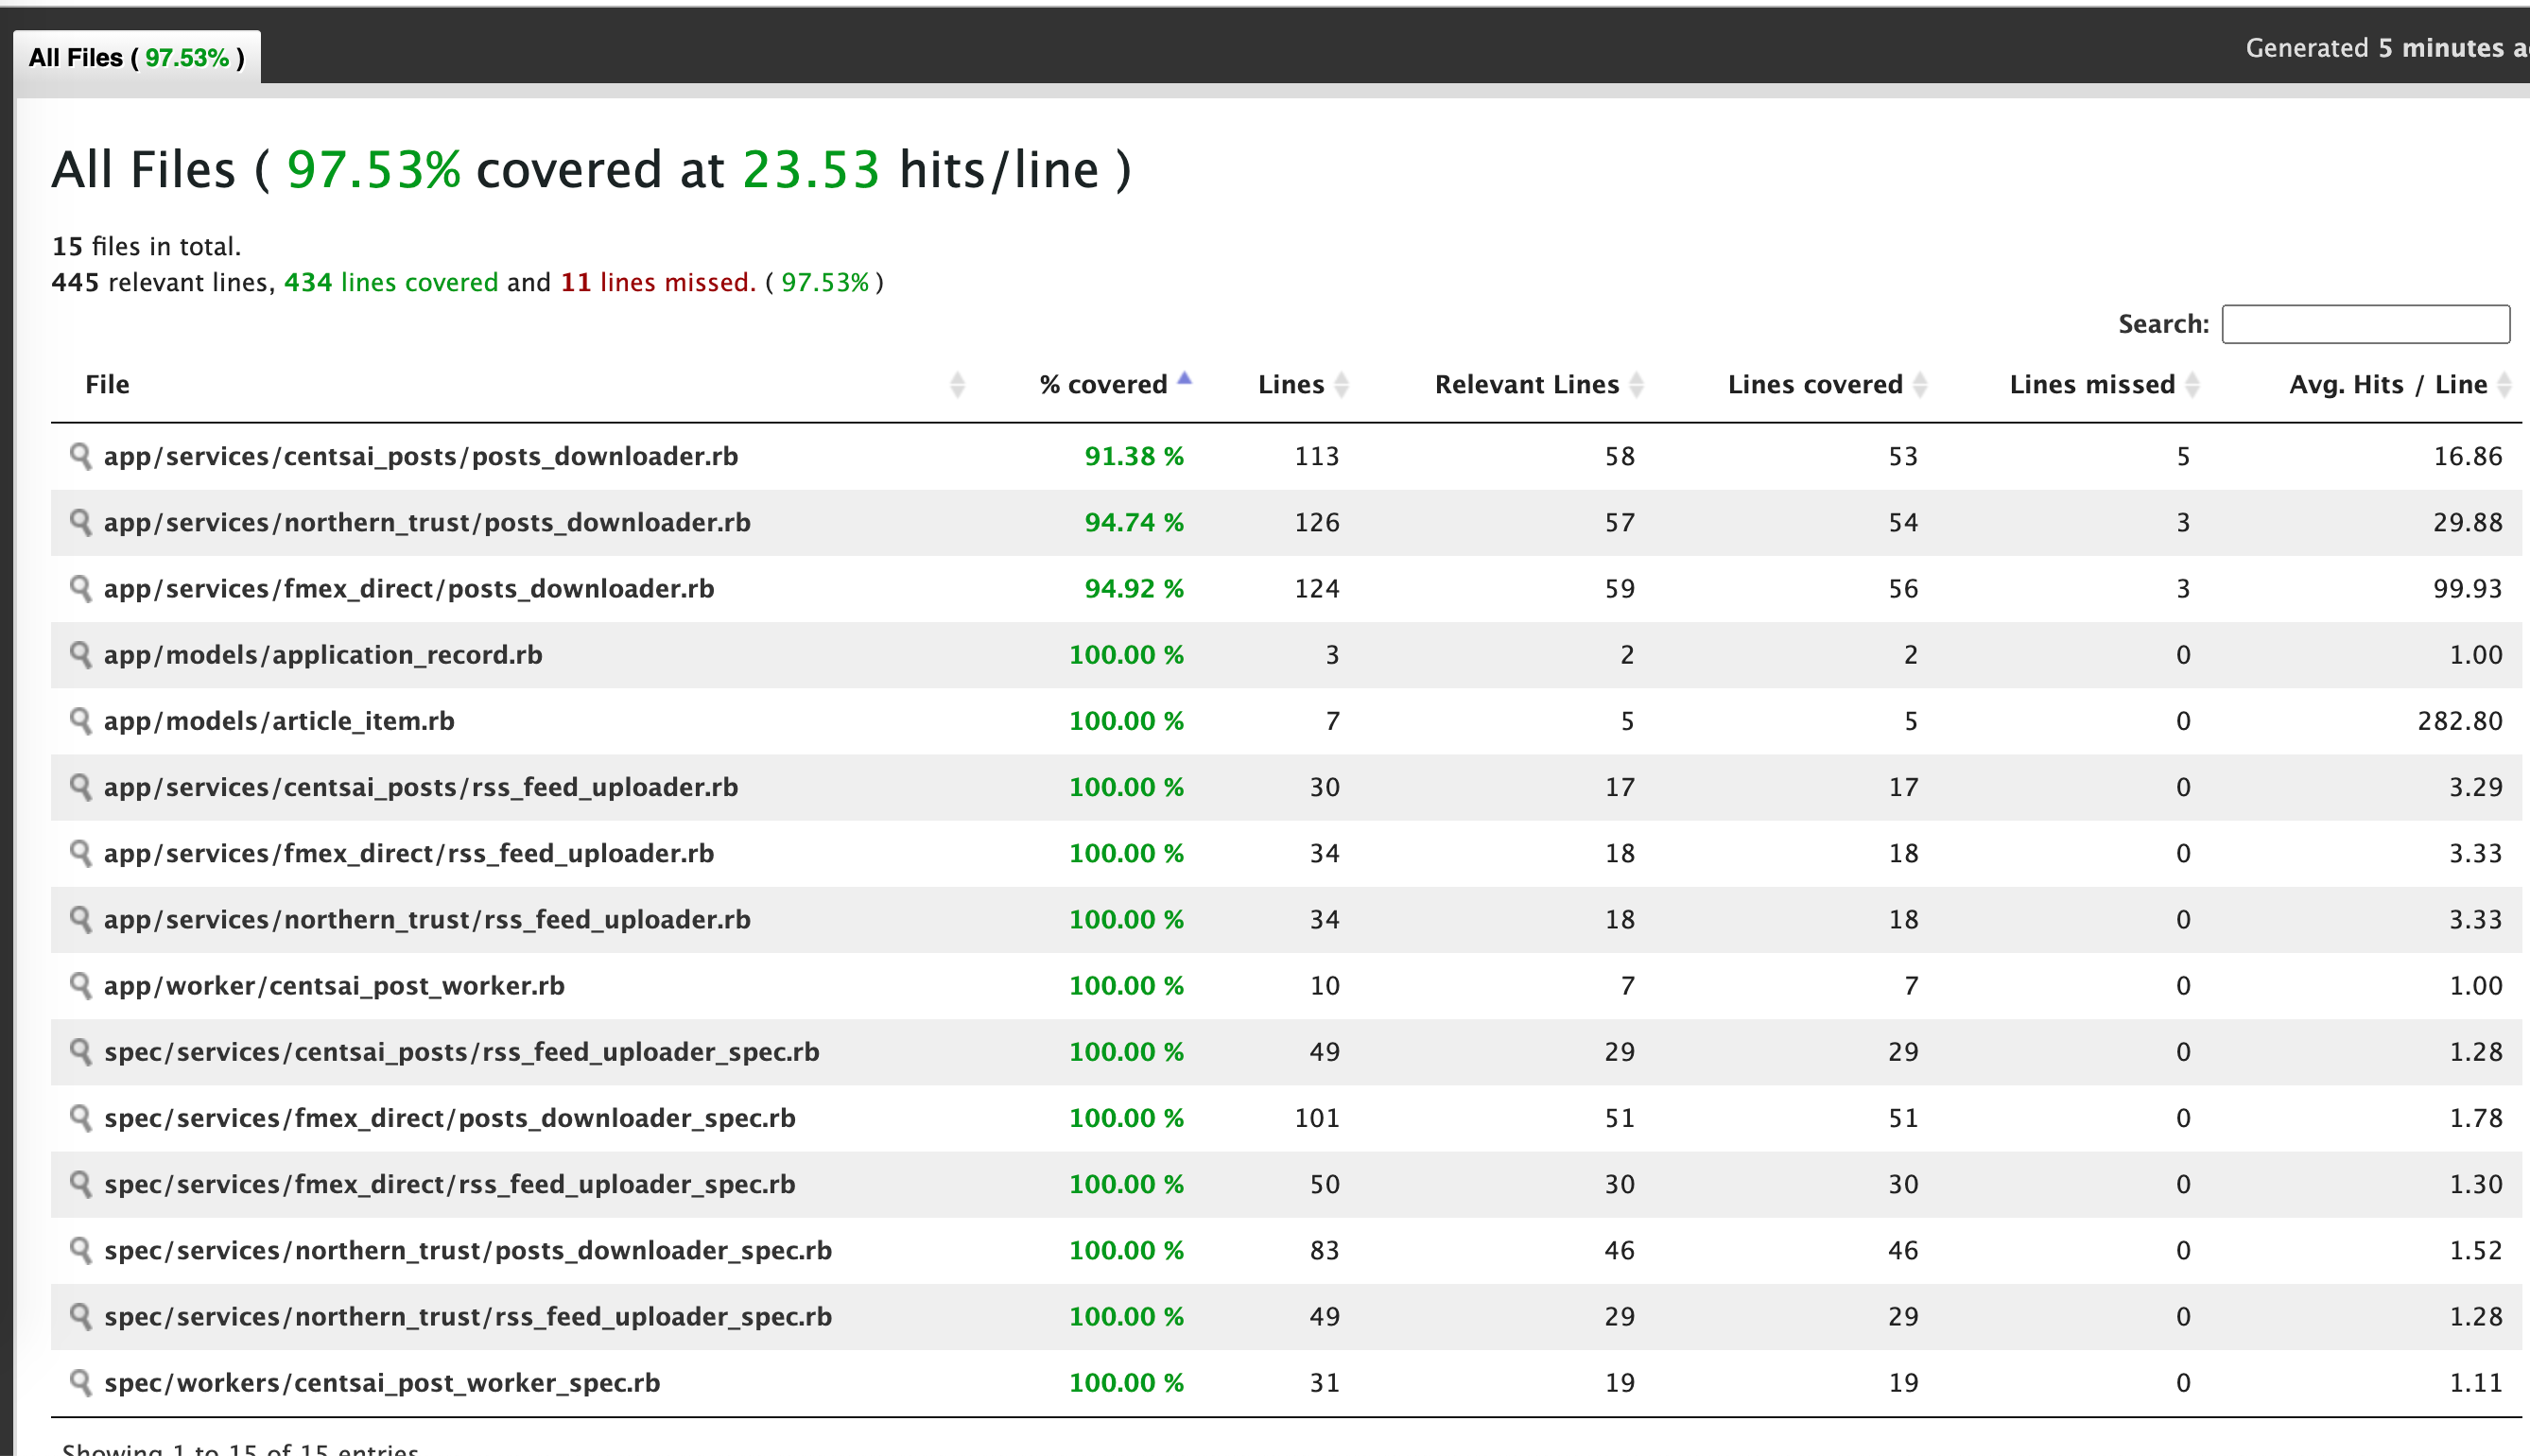 All Files ( 97.53% )
Generated 5 minutes
All Files ( 97.53% covered at 23.53 hits/line )
15 files in total.
445 relevant lines, 434 lines covered and 11 lines missed. ( 97.53% )
Search:
File % covered Lines Relevant Lines Lines covered Lines missed Avg. Hits / Line
app/services/centsai_posts/posts_downloader.rb 91.38 % 113 58 53 5 16.86
app/services/northern_trust/posts_downloader.rb 94.74 % 126 57 54 3 29.88
app/services/fmex_direct/posts_downloader.rb 94.92 % 124 59 56 3 99.93
app/models/application_record.rb 100.00 % 3 2 2 0 1.00
app/models/article_item.rb 100.00 % 7 5 5 0 282.80
app/services/centsai_posts/rss_feed_uploader.rb 100.00 % 30 17 17 0 3.29
app/services/fmex_direct/rss_feed_uploader.rb 100.00 % 34 18 18 0 3.33
app/services/northern_trust/rss_feed_uploader.rb 100.00 % 34 18 18 0 3.33
app/worker/centsai_post_worker.rb 100.00 % 10 7 7 0 1.00
spec/services/centsai_posts/rss_feed_uploader_spec.rb 100.00 % 49 29 29 0 1.28
spec/services/fmex_direct/posts_downloader_spec.rb 100.00 % 101 51 51 0 1.78
spec/services/fmex_direct/rss_feed_uploader_spec.rb 100.00 % 50 30 30 0 1.30
spec/services/northern_trust/posts_downloader_spec.rb 100.00 % 83 46 46 0 1.52
spec/services/northern_trust/rss_feed_uploader_spec.rb 100.00 % 49 29 29 0 1.28
spec/workers/centsai_post_worker_spec.rb 100.00 % 31 19 19 0 1.11
Showing 1 to 15 of 15 entries